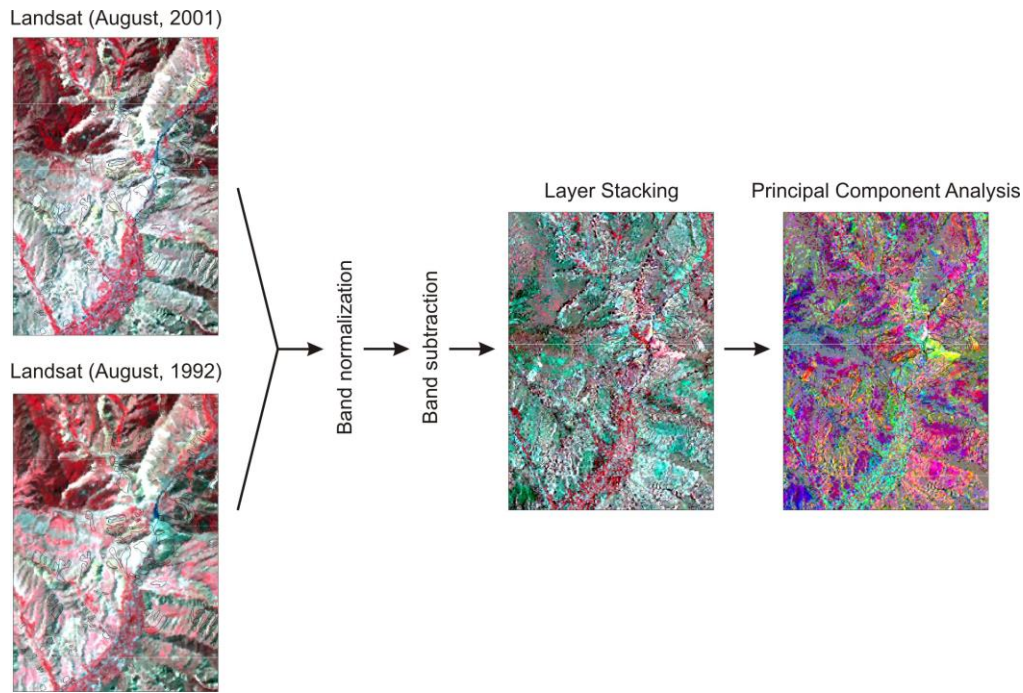 Landsat (August, 2001)
Landsat (August, 1992)
Band normalization
Band subtraction
Layer Stacking
Principal Component Analysis